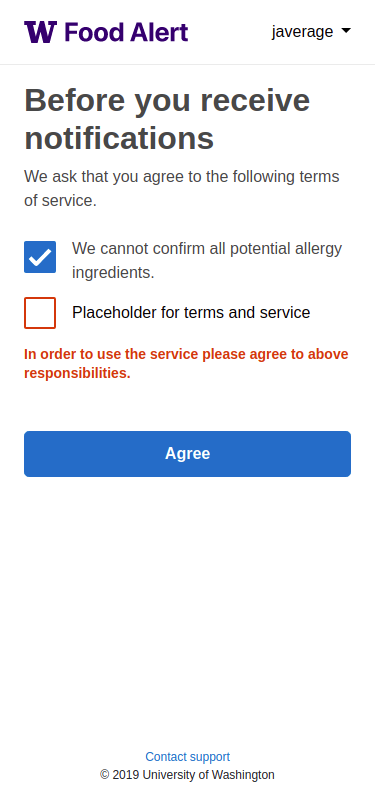 W Food Alert
javerage
Before you receive
notifications
We ask that you agree to the following terms
of service.
We cannot confirm all potential allergy
ingredients.
Placeholder for terms and service
In order to use the service please agree to above
responsibilities.
Agree
Contact support
© 2019 University of Washington